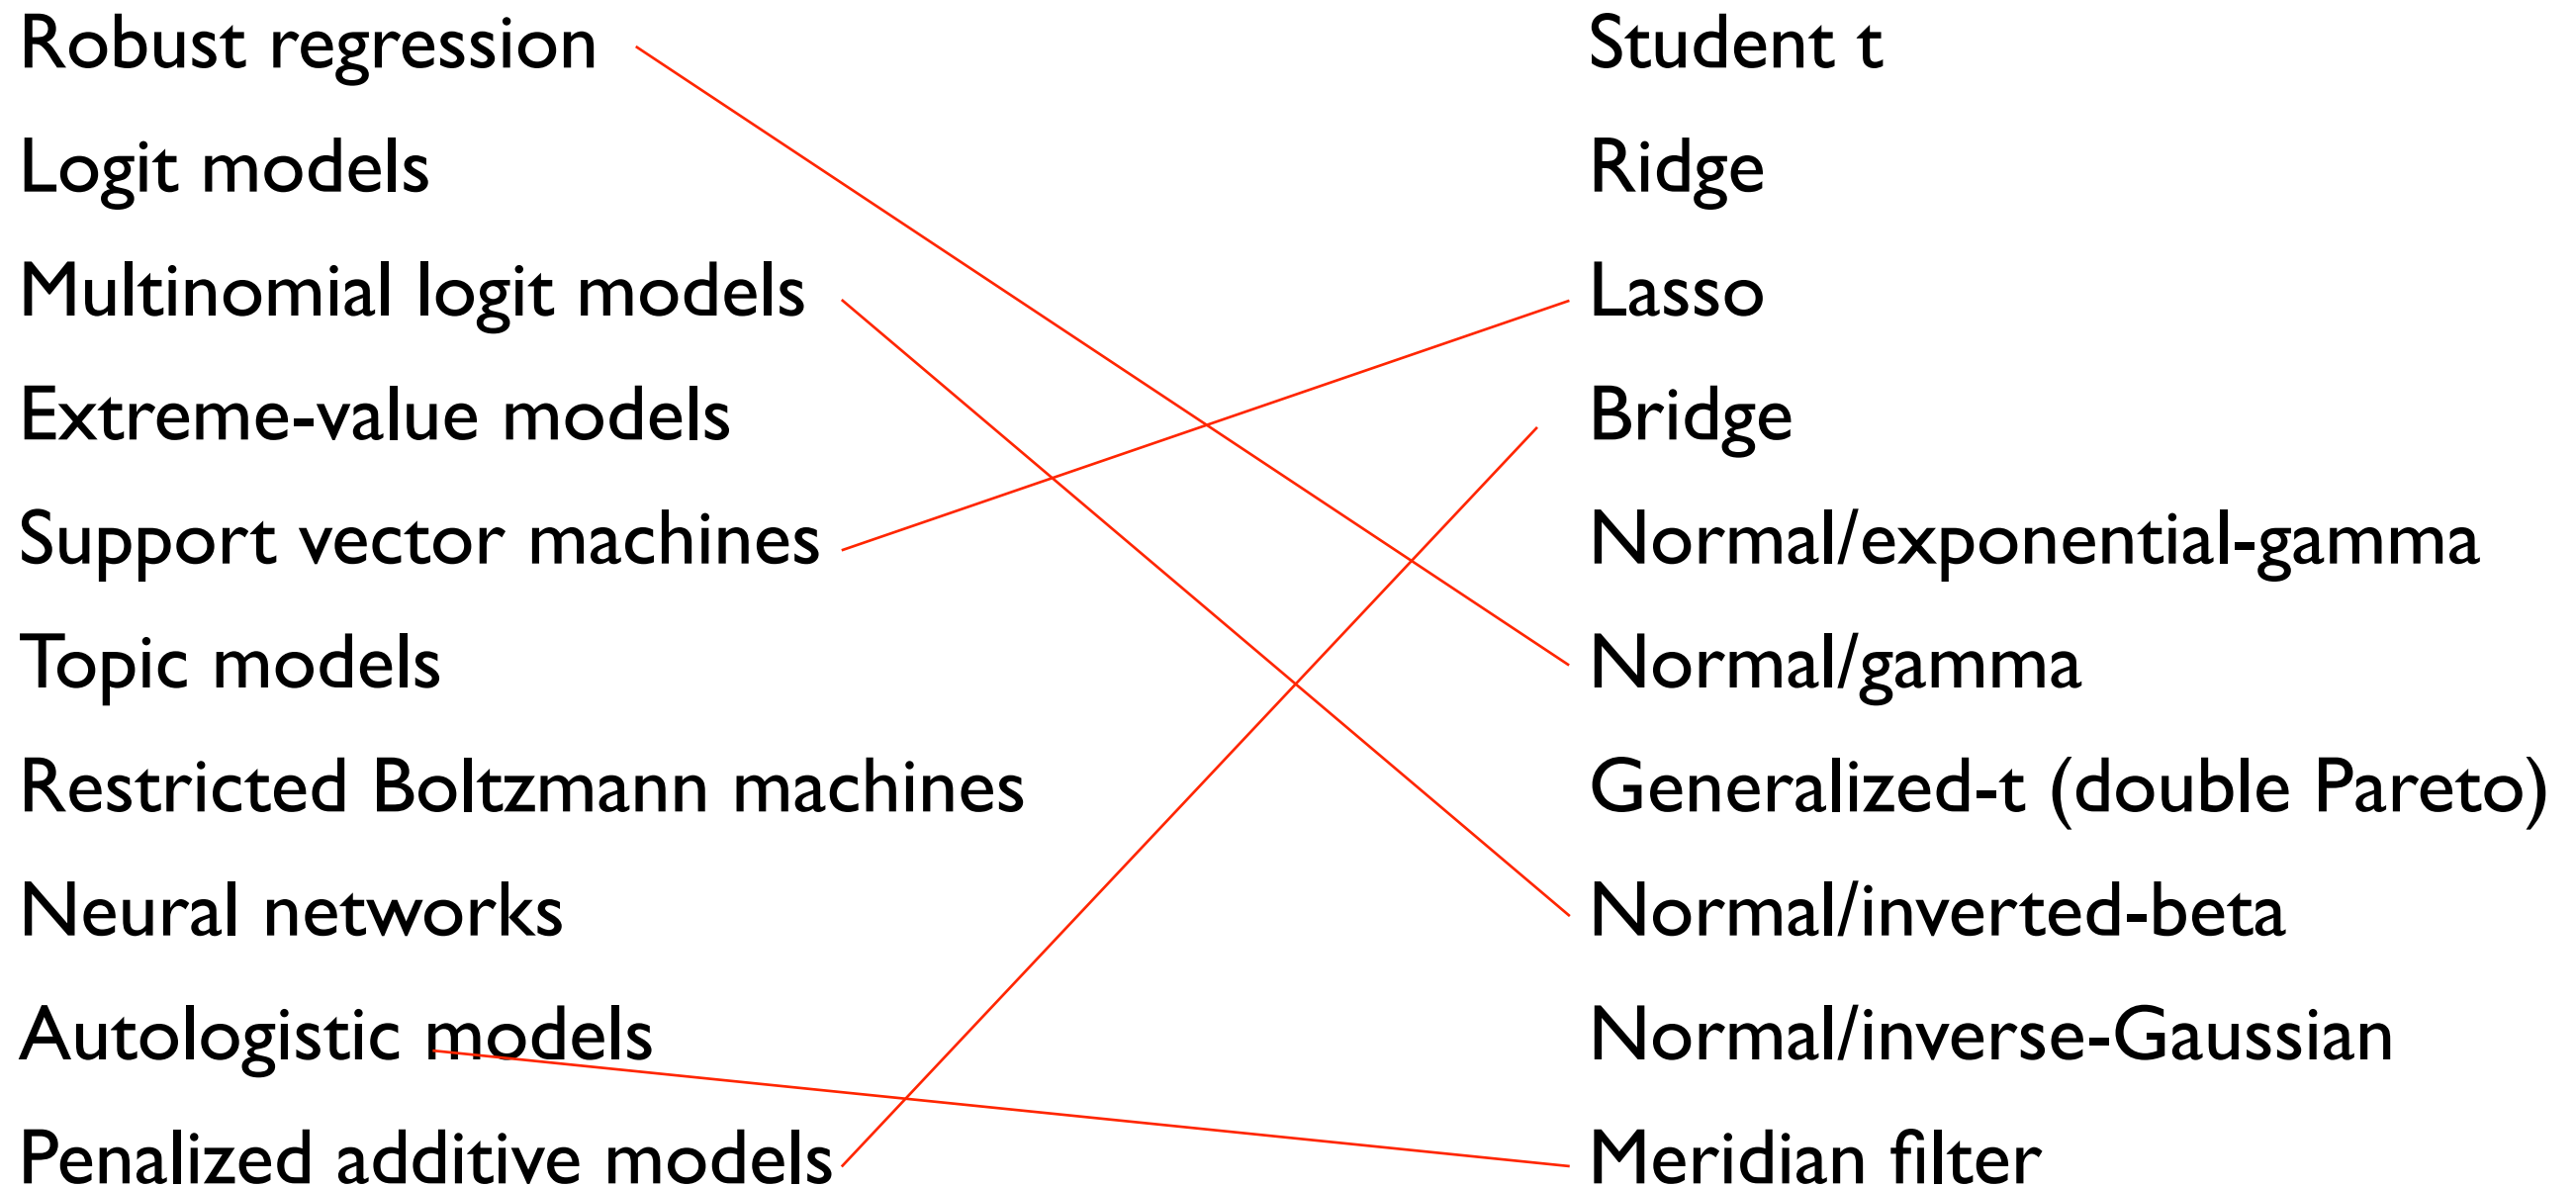 Robust regression
Logit models
Multinomial logit models
Extreme-value models
Support vector machines
Topic models
Restricted Boltzmann machines
Neural networks
Autologistic models
Penalized additive models
Student t
Ridge
Lasso
Bridge
Normal/exponential-gamma
Normal/gamma
Generalized-t (double Pareto)
Normal/inverted-beta
Normal/inverse-Gaussian
Meridian filter